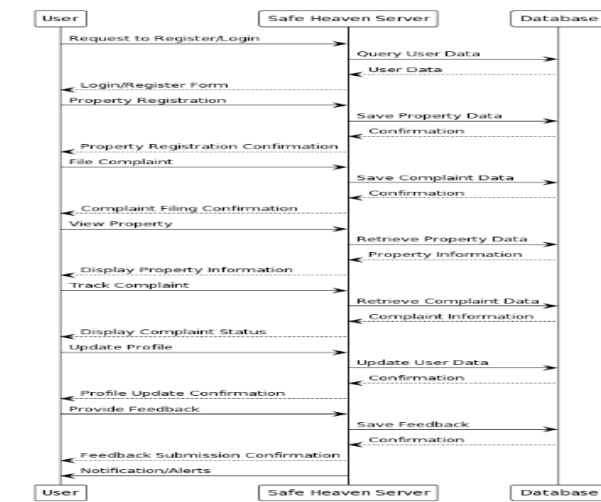 User Safe Heaven Server Database
Request to Register/Login
Query User Data
User Data
Login/Register Form
Property Registration
Save Property Data
Confirmation
Property Registration Confirmation
File Complaint
Save Complaint Data
Confirmation
Complaint Filing Confirmation
View Property
Retrieve Property Data
Property Information
Display Property Information
Track Complaint
Retrieve Complaint Data
Complaint Information
Display Complaint Status
Update Profile
Update User Data
Confirmation
Profile Update Confirmation
Provide Feedback
Save Feedback
Confirmation
Feedback Submission Confirmation
Notification/Alerts
User Safe Heaven Server Database